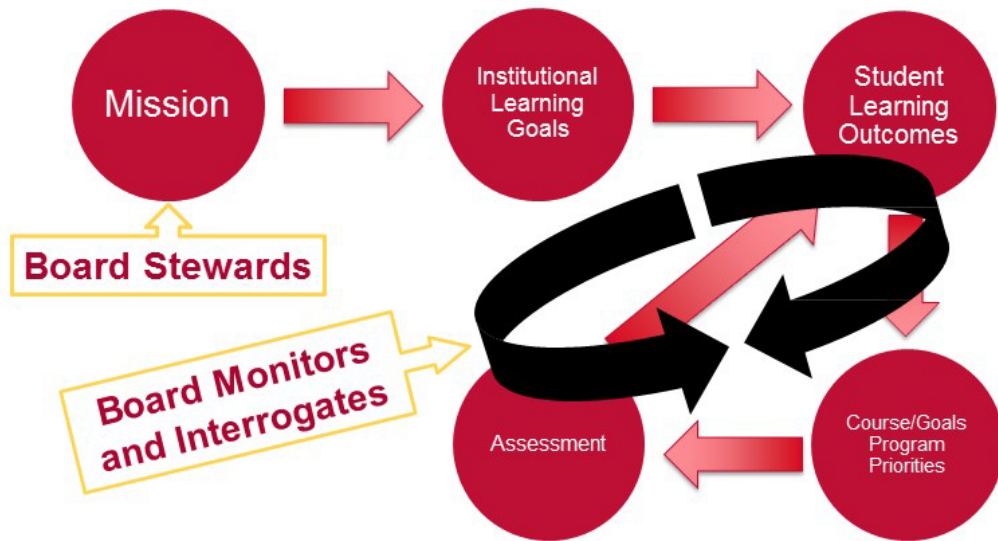 Mission
Institutional
Learning
Goals
Student
Learning
Outcomes
Board Stewards
Board Monitors
and Interrogates
Assessment
Course/Goals
Program
Priorities